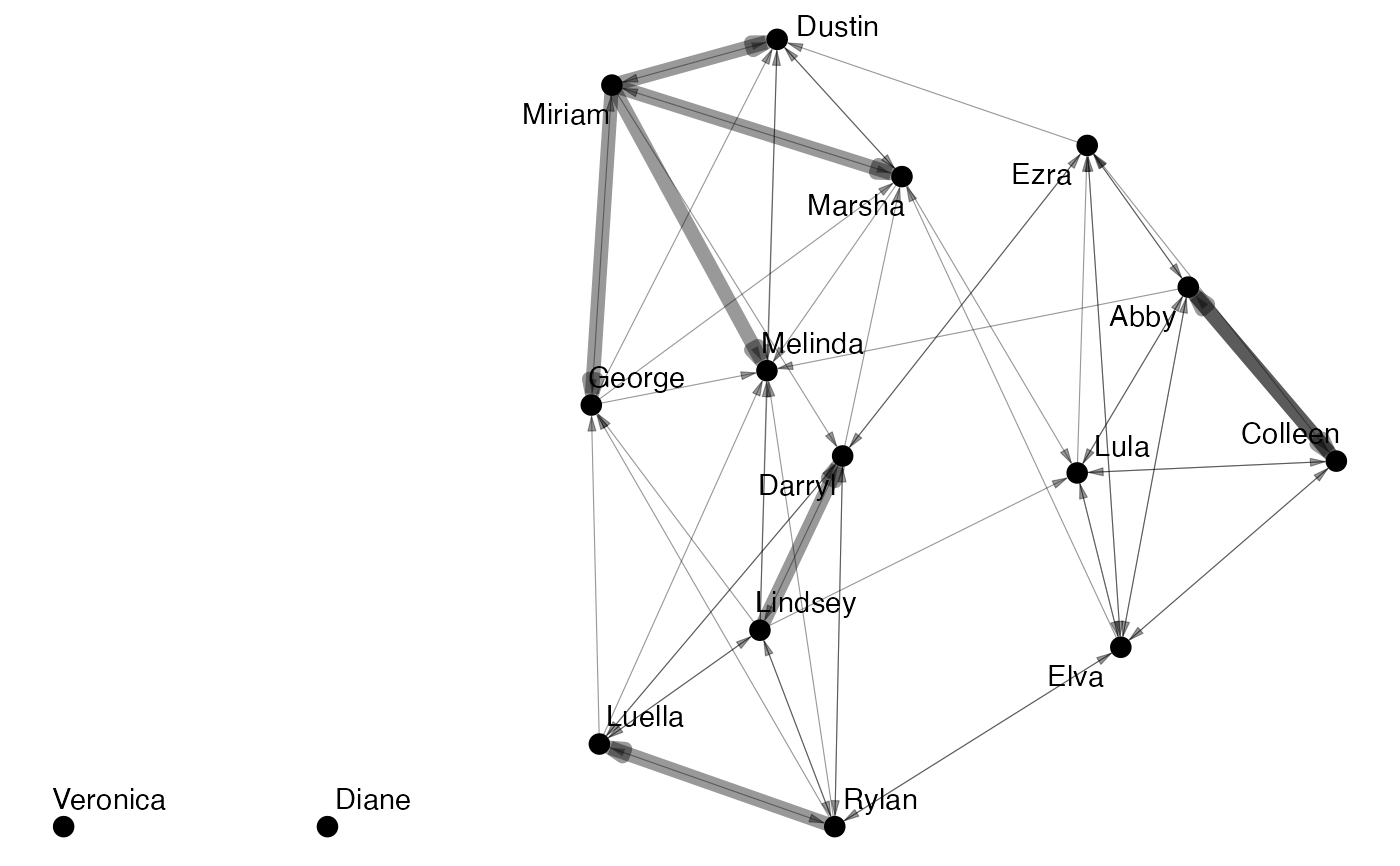 Dustin
Miriam
Ezra
Marsha
Abby
Melinda
George
Colleen
Lula
Darryl
Lindsey
Elva
Luella
Veronica
Diane
Rylan